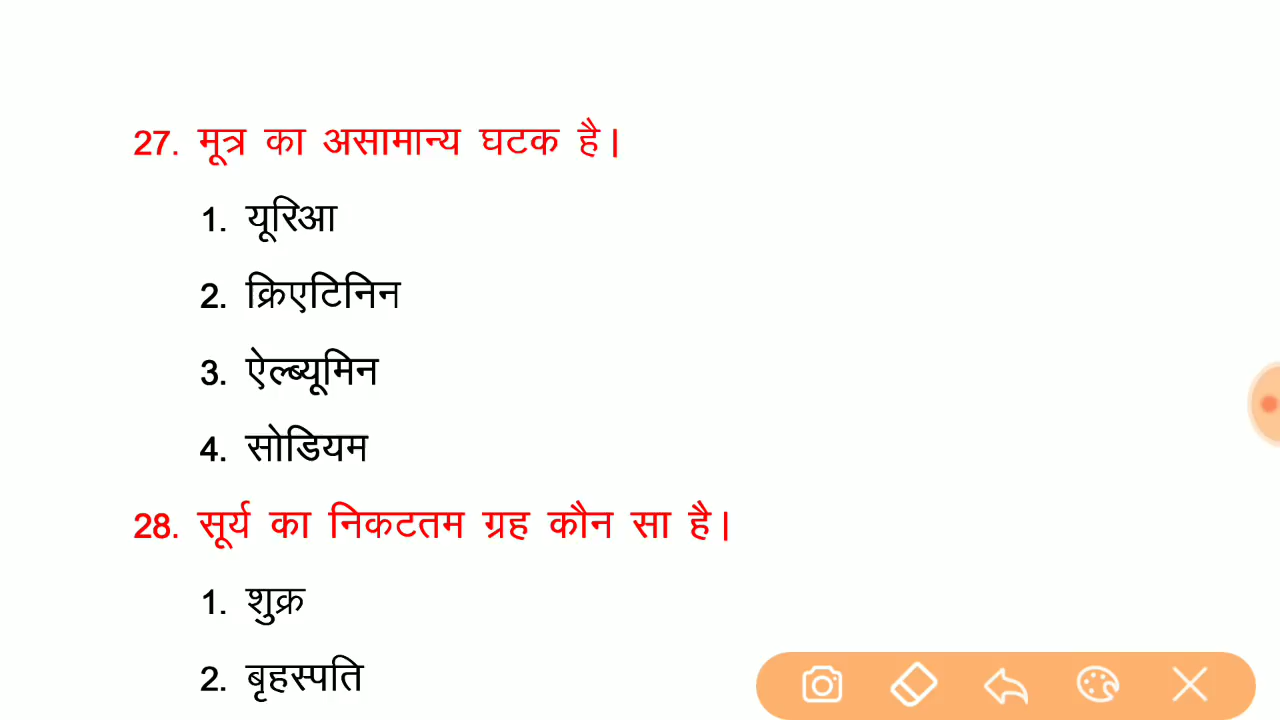 27. मूत्र का असामान्य घटक है।
1. यूरिआ
2. क्रिएटिनिन
3. ऐल्ब्यूमिन
4. सोडियम
28. सूर्य का निकटतम ग्रह कौन सा है।
1. शुक्र
2. बृहस्पति